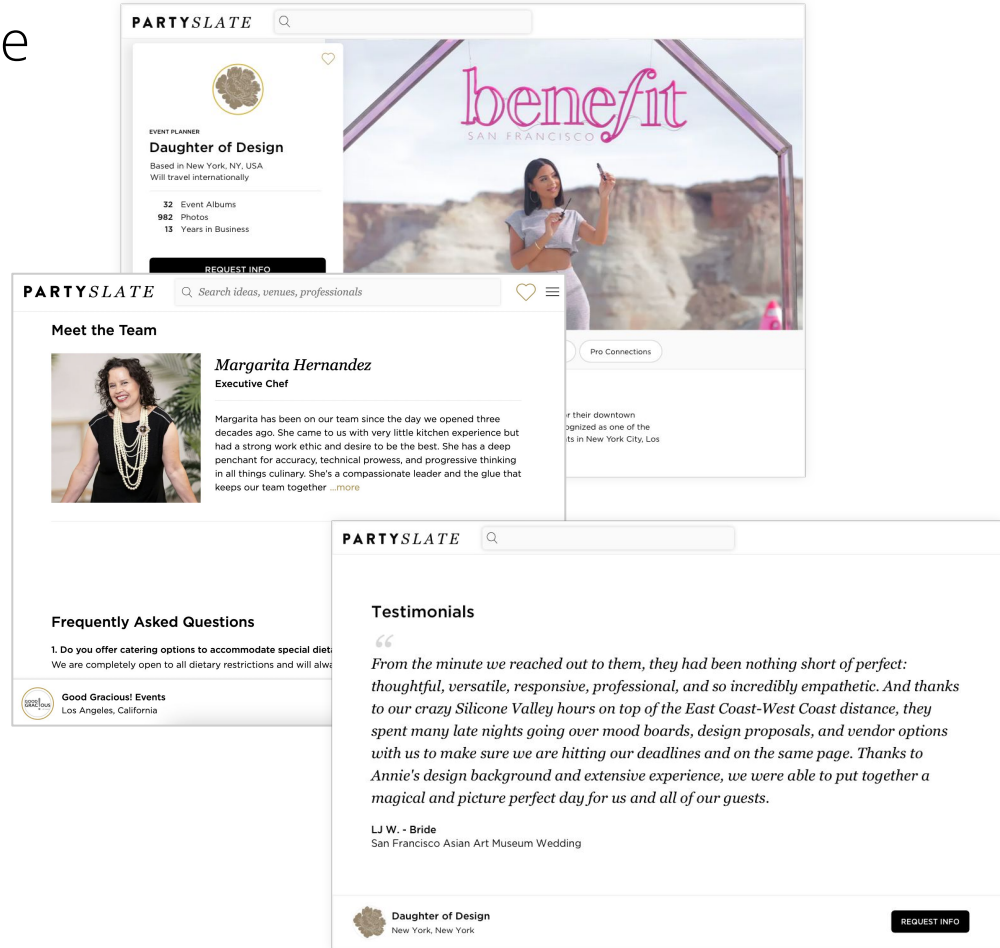 e
PARTYSLATE
benefit
SAN FRANCISCO
EVENT PLANNER
Daughter of Design
Based in New York, NY, USA
Will travel internationally
32 Event Albums
982 Photos
13 Years in Business
REQUEST INFO
Pro Connections
r their downtown
ognized as one of the
ts in New York City, Los
PARTYSLATE
Search ideas, venues, professionals
Meet the Team
Margarita Hernandez
Executive Chef
Margarita has been on our team since the day we opened three
decades ago. She came to us with very little kitchen experience but
had a strong work ethic and desire to be the best. She has a deep
penchant for accuracy, technical prowess, and progressive thinking
in all things culinary. She's a compassionate leader and the glue that
keeps our team together ...more
Frequently Asked Questions
1. Do you offer catering options to accommodate special dieta
We are completely open to all dietary restrictions and will alwa
GOOD
GRACIOUS
Good Gracious! Events
Los Angeles, California
PARTYSLATE
Testimonials
“
From the minute we reached out to them, they had been nothing short of perfect:
thoughtful, versatile, responsive, professional, and so incredibly empathetic. And thanks
to our crazy Silicone Valley hours on top of the East Coast-West Coast distance, they
spent many late nights going over mood boards, design proposals, and vendor options
with us to make sure we are hitting our deadlines and on the same page. Thanks to
Annie's design background and extensive experience, we were able to put together a
magical and picture perfect day for us and all of our guests.
LJ W. - Bride
San Francisco Asian Art Museum Wedding
Daughter of Design
New York, New York
REQUEST INFO